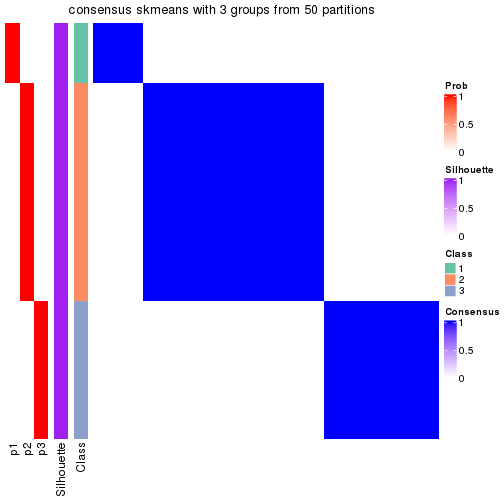 consensus skmeans with 3 groups from 50 partitions
Prob
1
0.5
0
Silhouette
1
0.5
0
Class
1
2
3
Consensus
1
0.5
0
p1
p2
p3
Silhouette
Class